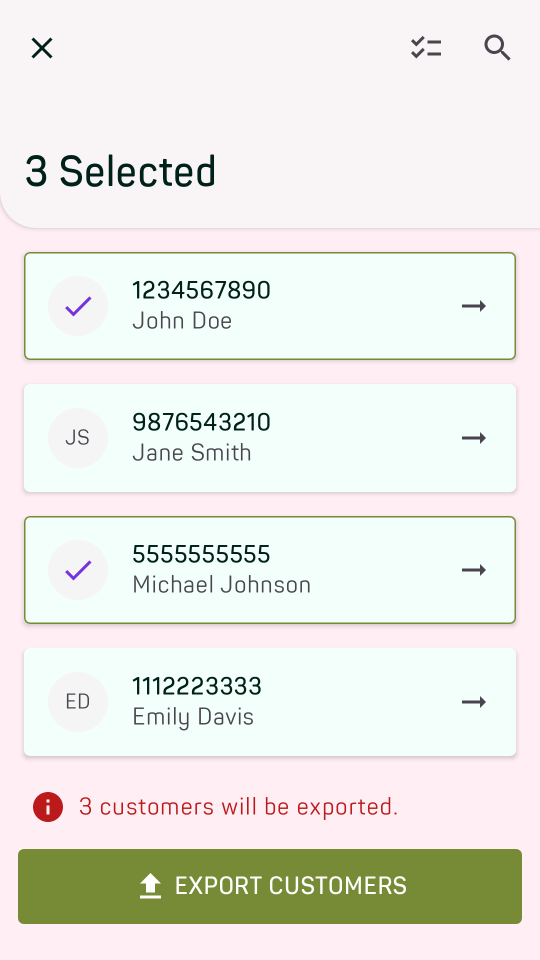 3 Selected
1234567890
John Doe
JS
9876543210
Jane Smith
5555555555
Michael Johnson
ED
1112223333
Emily Davis
3 customers will be exported.
EXPORT CUSTOMERS